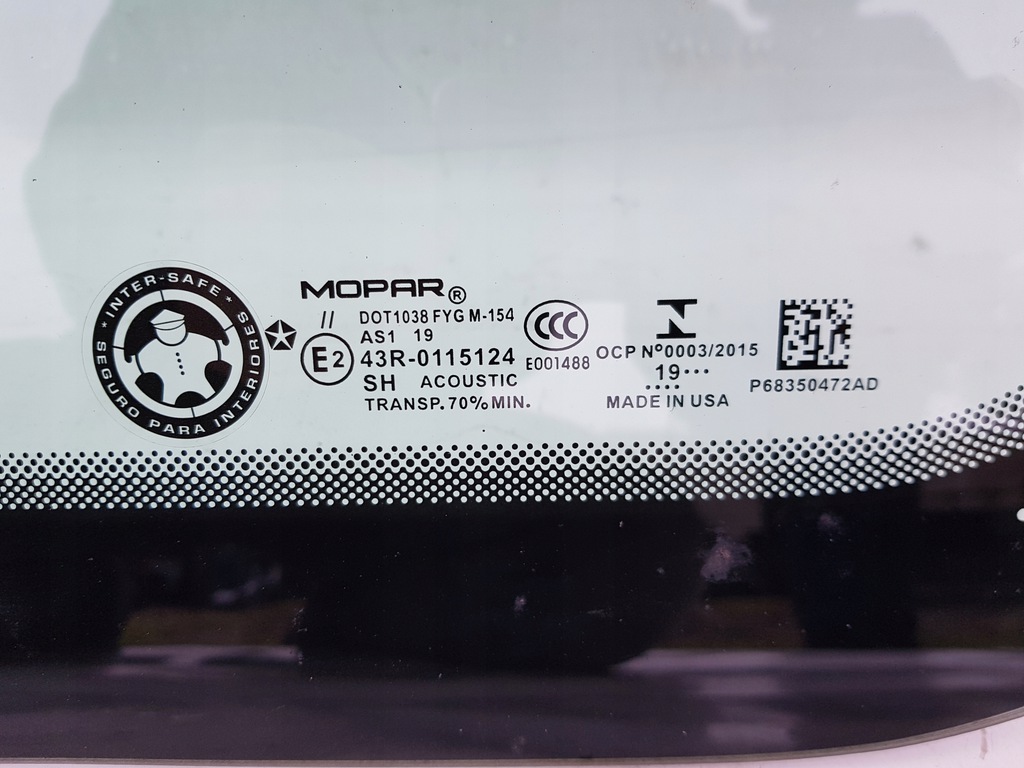 INTER-SAFE
SEGURO PARA INTERIORES
MOPAR®
// DOT1038 FYG M-154
AS1 19
E2 43R-0115124
SH ACOUSTIC
TRANSP.70%MIN.
CCC
E001488
OCP Nº0003/2015
19•••
••••
MADE IN USA
P68350472AD